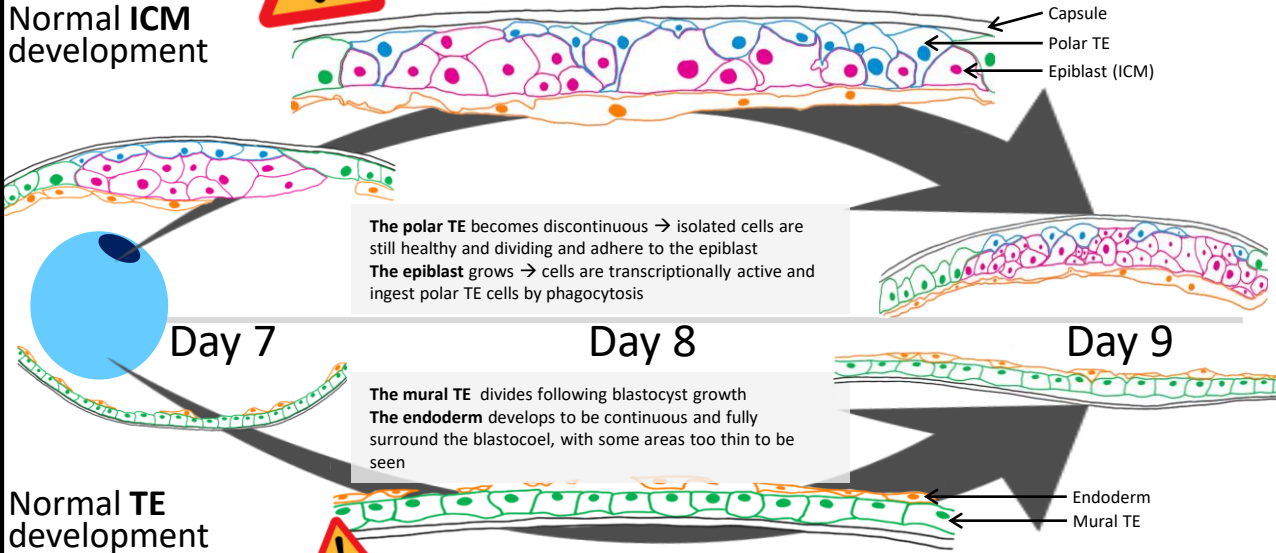 Normal ICM
development
Capsule
Polar TE
Epiblast (ICM)
The polar TE becomes discontinuous → isolated cells are
still healthy and dividing and adhere to the epiblast
The epiblast grows → cells are transcriptionally active and
ingest polar TE cells by phagocytosis
Day 7
Day 8
Day 9
The mural TE divides following blastocyst growth
The endoderm develops to be continuous and fully
surround the blastocoel, with some areas too thin to be
seen
Normal TE
development
Endoderm
Mural TE